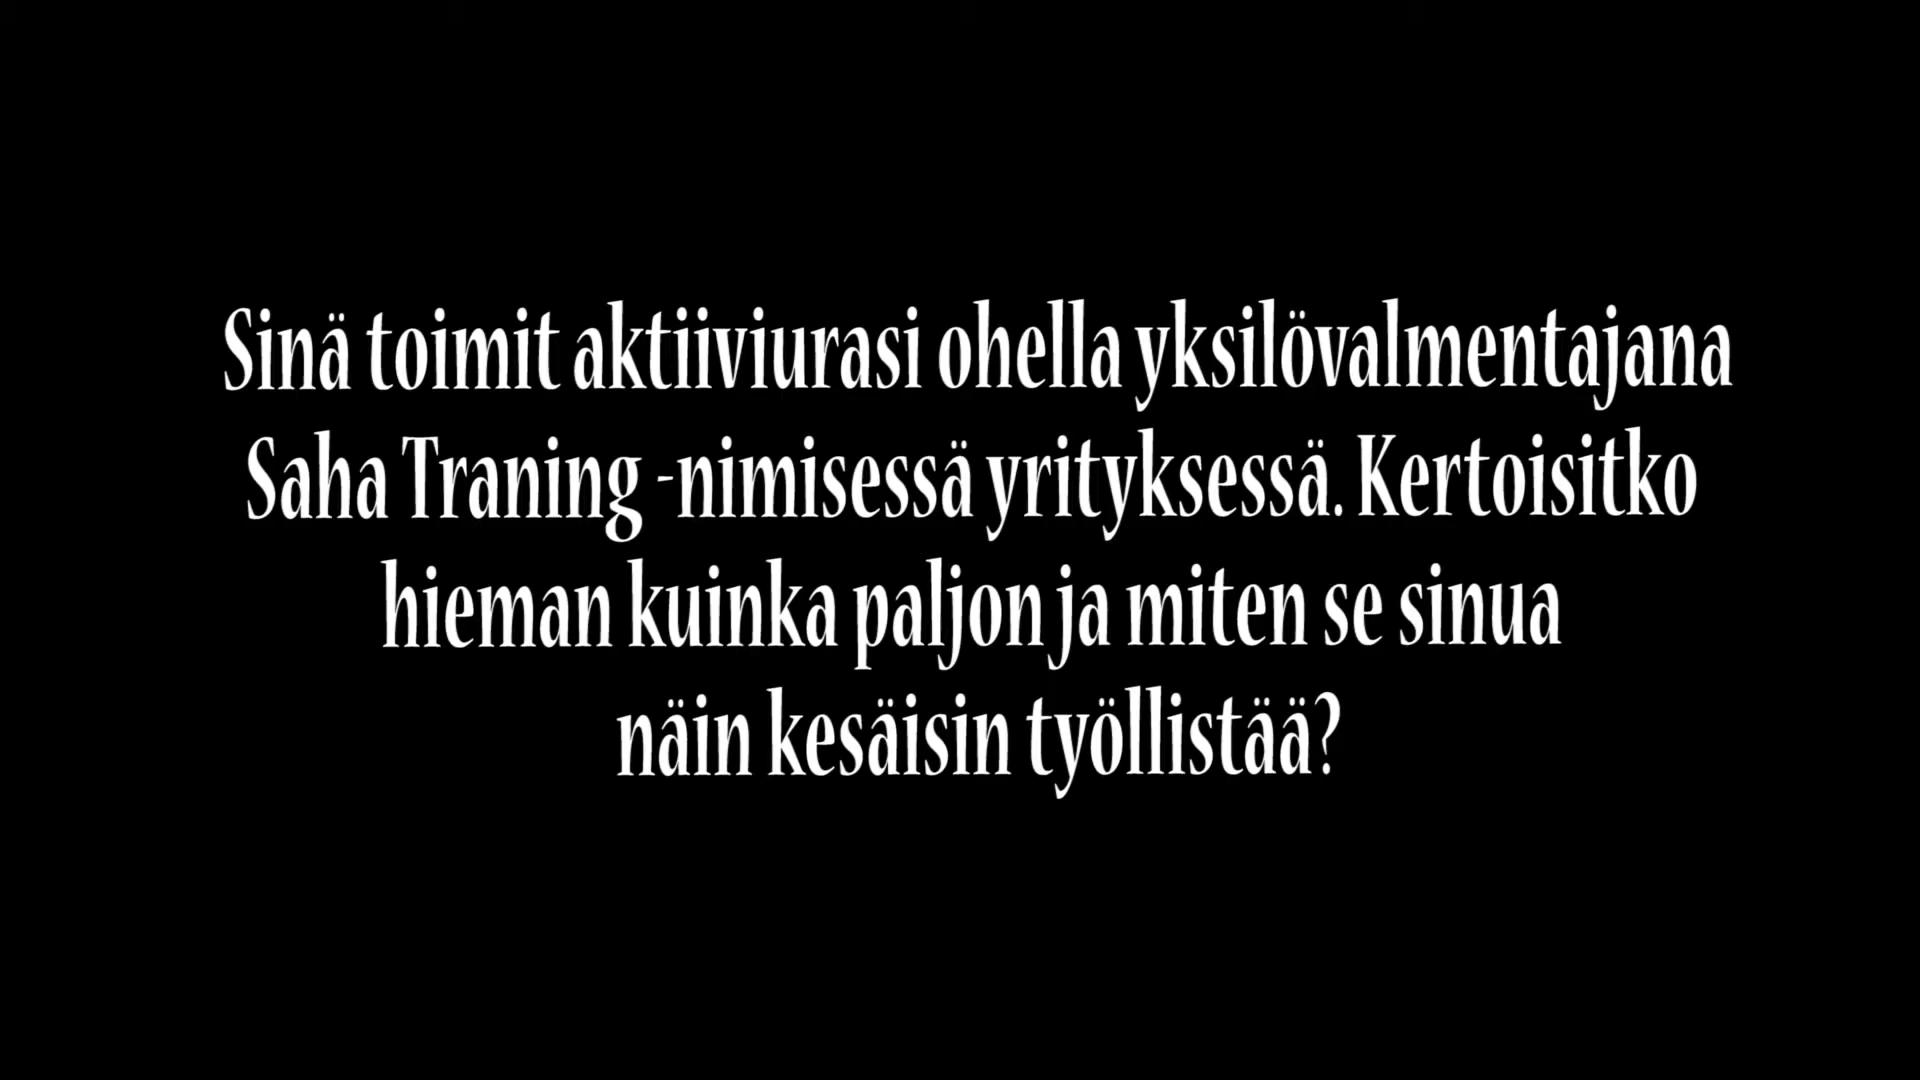 Sinä toimit aktiiviurasi ohella yksilövalmentajana
Saha Traning -nimisessä yrityksessä. Kertoisitko
hieman kuinka paljon ja miten se sinua
näin kesäisin työllistää?